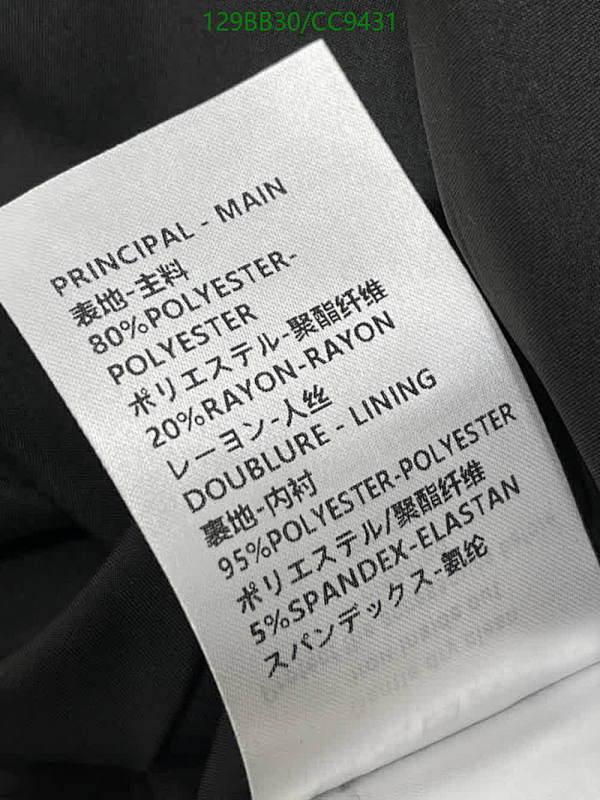 129BB30/CC9431
PRINCIPAL - MAIN
表地-主料
80%POLYESTER-
POLYESTER
ポリエステル-聚酯纤维
20%RAYON-RAYON
レーヨン-人丝
DOUBLURE - LINING
裏地-内衬
95%POLYESTER-POLYESTER
ポリエステル/聚酯纤维
5%SPANDEX-ELASTAN
スパンデックス-氨纶